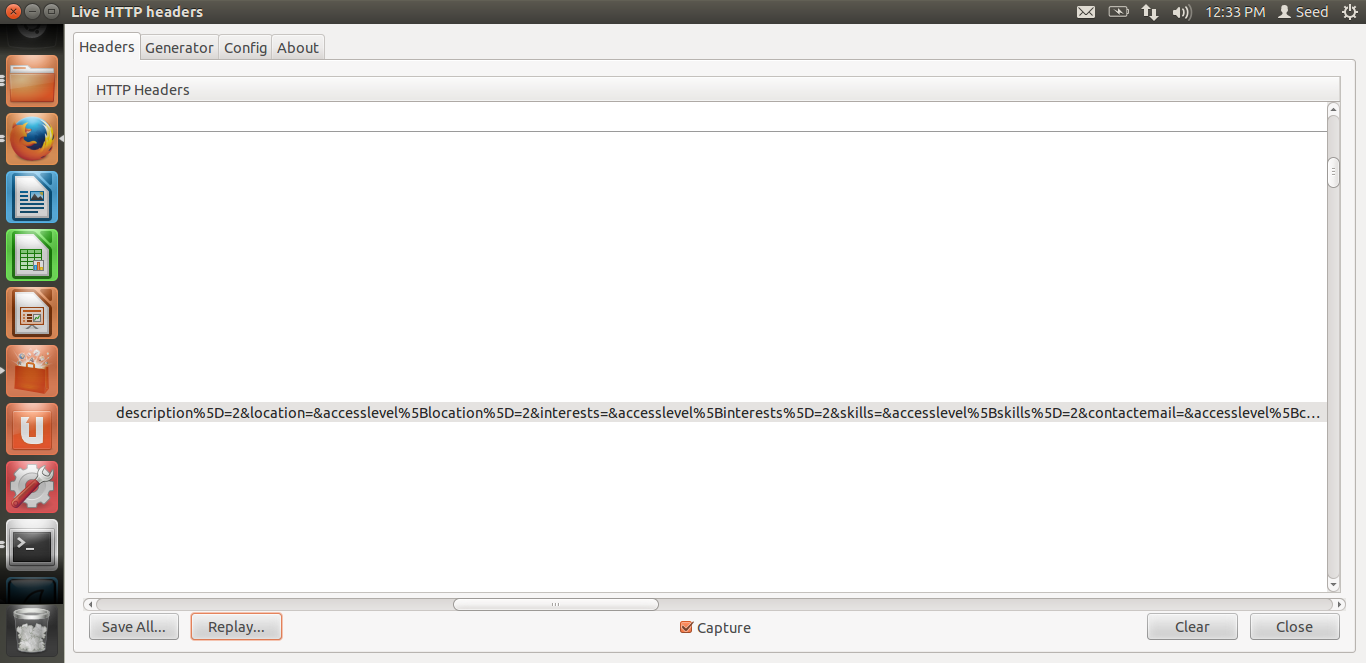 Live HTTP headers
12:33 PM
Seed
Headers
Generator
Config
About
HTTP Headers
description%5D=2&location=&accesslevel%5Blocation%5D=2&interests=&accesslevel%5Binterests%5D=2&skills=&accesslevel%5Bskills%5D=2&contactemail=&accesslevel%5Bc...
Save All...
Replay...
Capture
Clear
Close